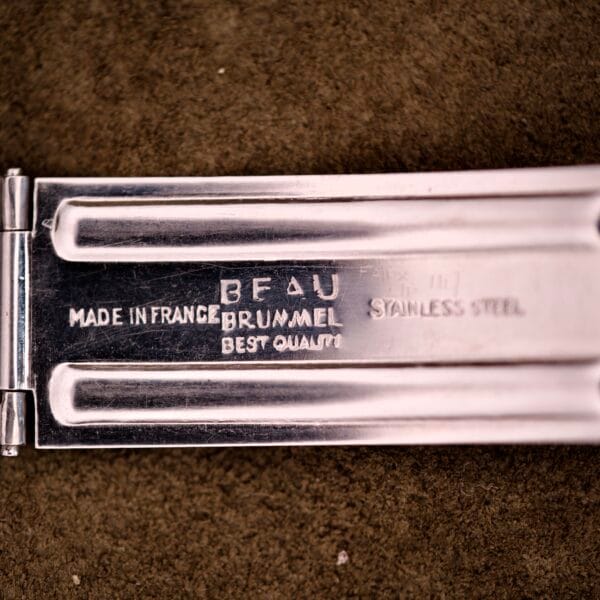 MADE IN FRANCE
BEAU
BRUMMEL
BEST QUALITY
STAINLESS STEEL